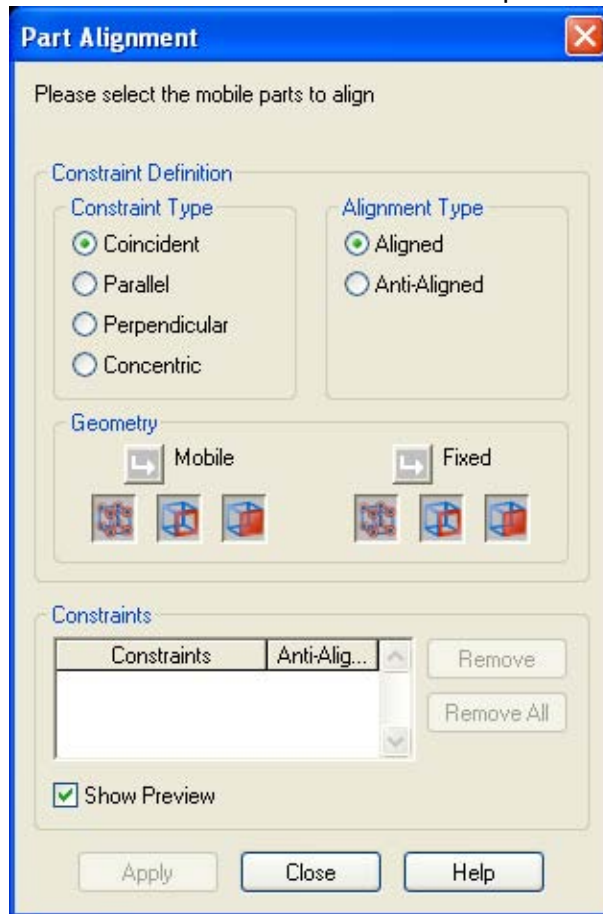 Part Alignment
Please select the mobile parts to align
Constraint Definition
Constraint Type
Coincident
Parallel
Perpendicular
Concentric
Alignment Type
Aligned
Anti-Aligned
Geometry
Mobile
Fixed
Constraints
Constraints Anti-Alig...
Remove
Remove All
Show Preview
Apply Close Help